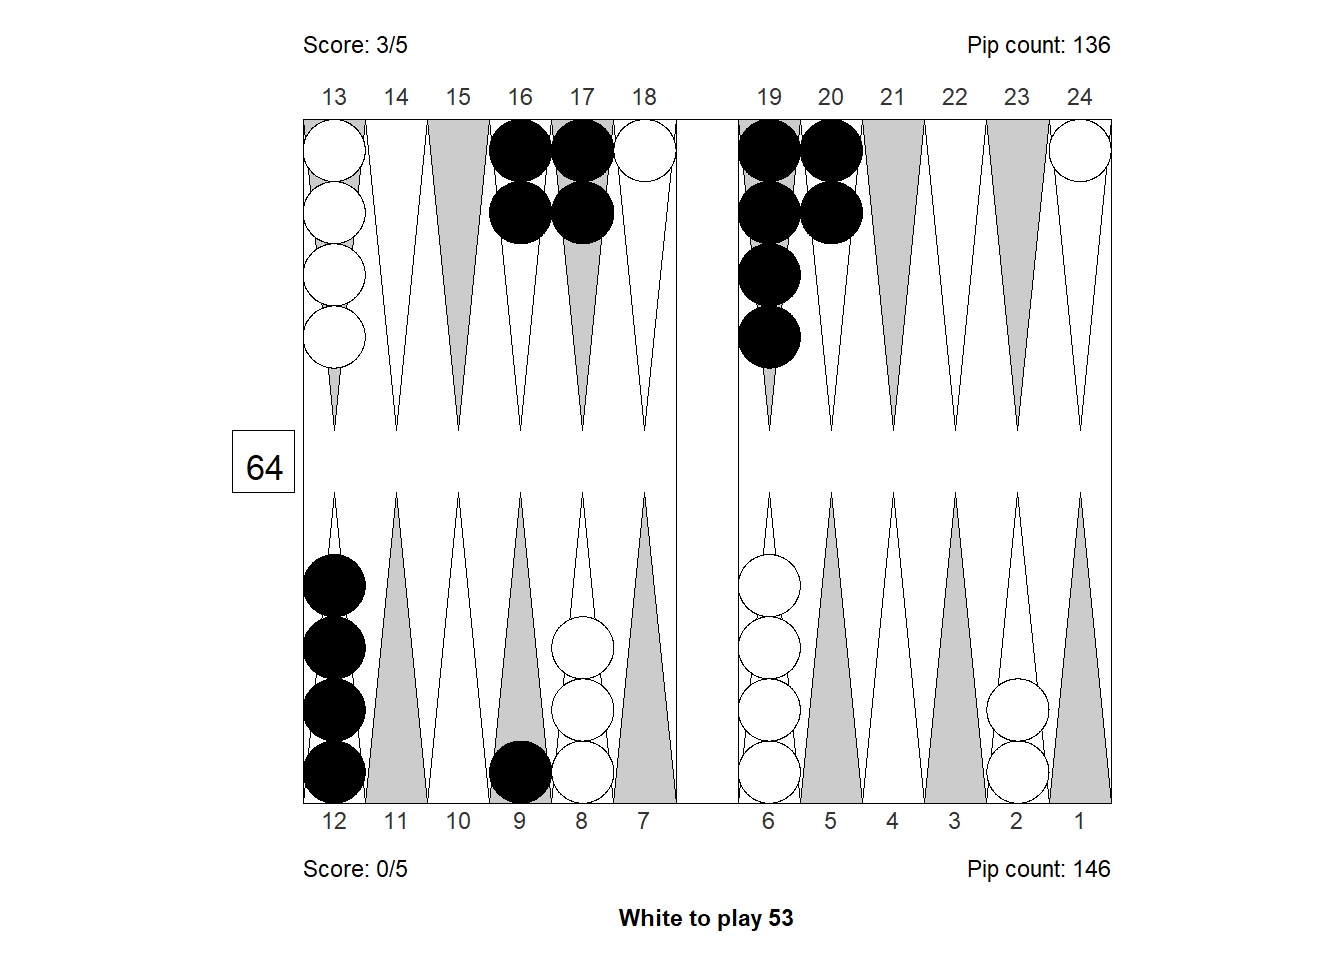 Score: 3/5 Pip count: 136
13 14 15 16 17 18 19 20 21 22 23 24
64
12 11 10 9 8 7 6 5 4 3 2 1
Score: 0/5 Pip count: 146
White to play 53